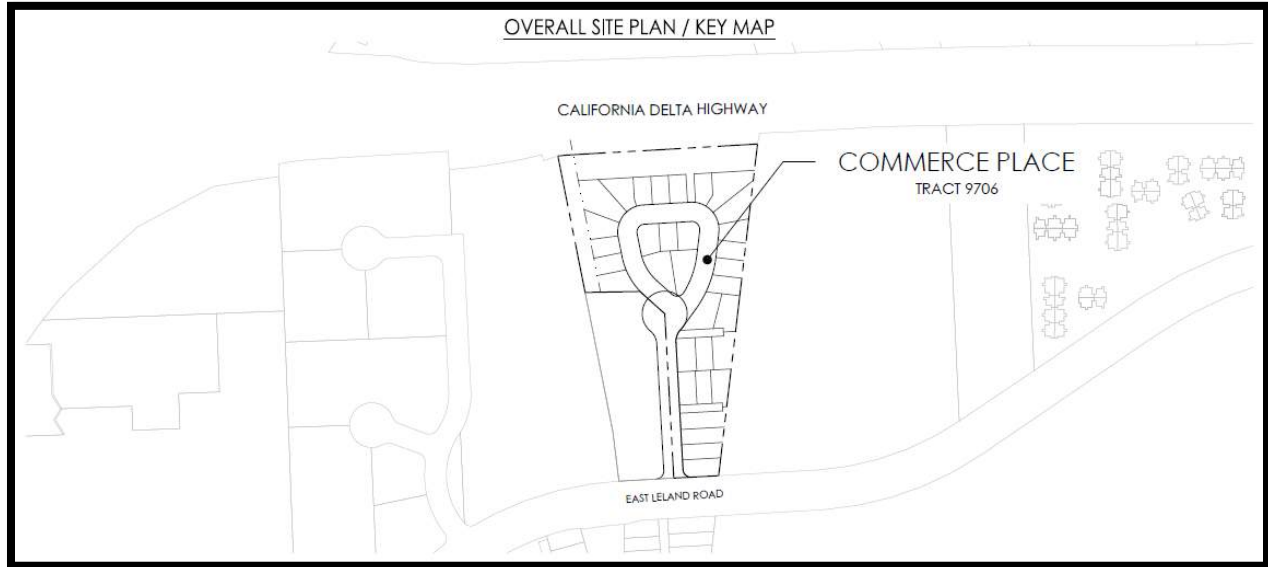 OVERALL SITE PLAN / KEY MAP
CALIFORNIA DELTA HIGHWAY
COMMERCE PLACE
TRACT 9706
EAST LELAND ROAD